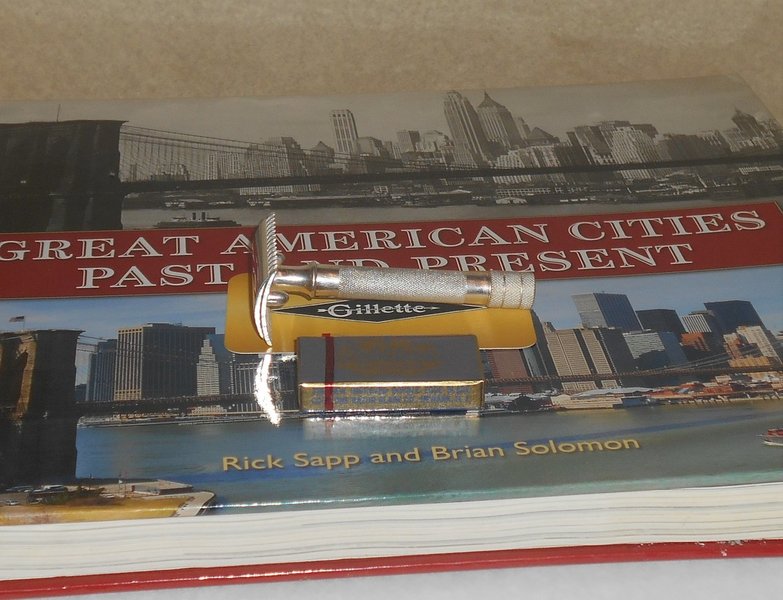 GREAT AMERICAN CITIES
PAST AND PRESENT
Gillette
Rick Sapp and Brian Solomon